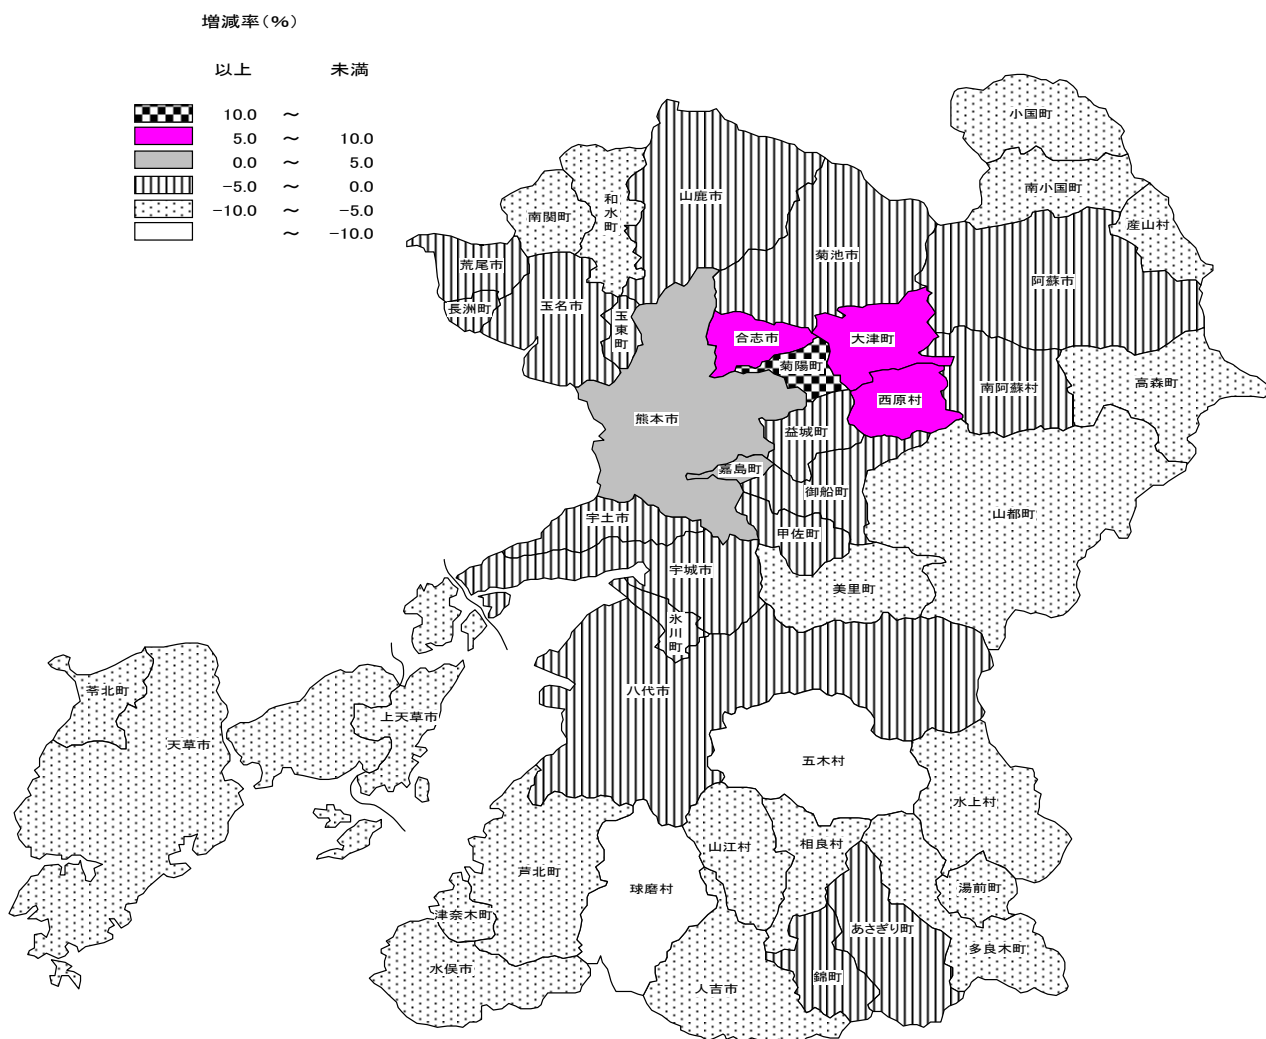 増減率(%)
以上 未満
10.0 ～
5.0 ～ 10.0
0.0 ～ 5.0
−5.0 ～ 0.0
−10.0 ～ −5.0
～ −10.0
小国町
南小国町
産山村
山鹿市
和水町
南関町
菊池市
荒尾市
阿蘇市
長洲町
玉名市
玉東町
合志市
大津町
菊陽町
高森町
南阿蘇村
西原村
熊本市
益城町
嘉島町
御船町
山都町
宇土市
甲佐町
宇城市
美里町
氷川町
苓北町
八代市
上天草市
天草市
五木村
水上村
山江村
相良村
芦北町
球磨村
湯前町
津奈木町
あさぎり町
多良木町
水俣市
錦町
人吉市